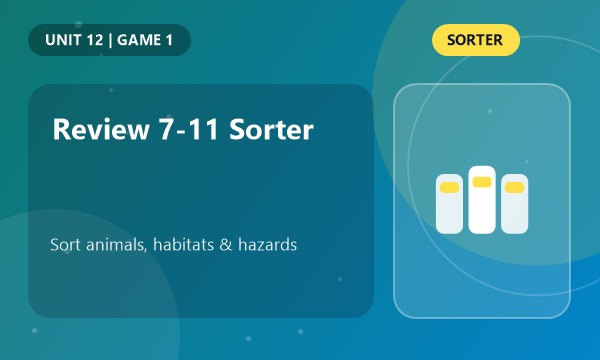 UNIT 12 | GAME 1
SORTER
Review 7-11 Sorter
Sort animals, habitats & hazards